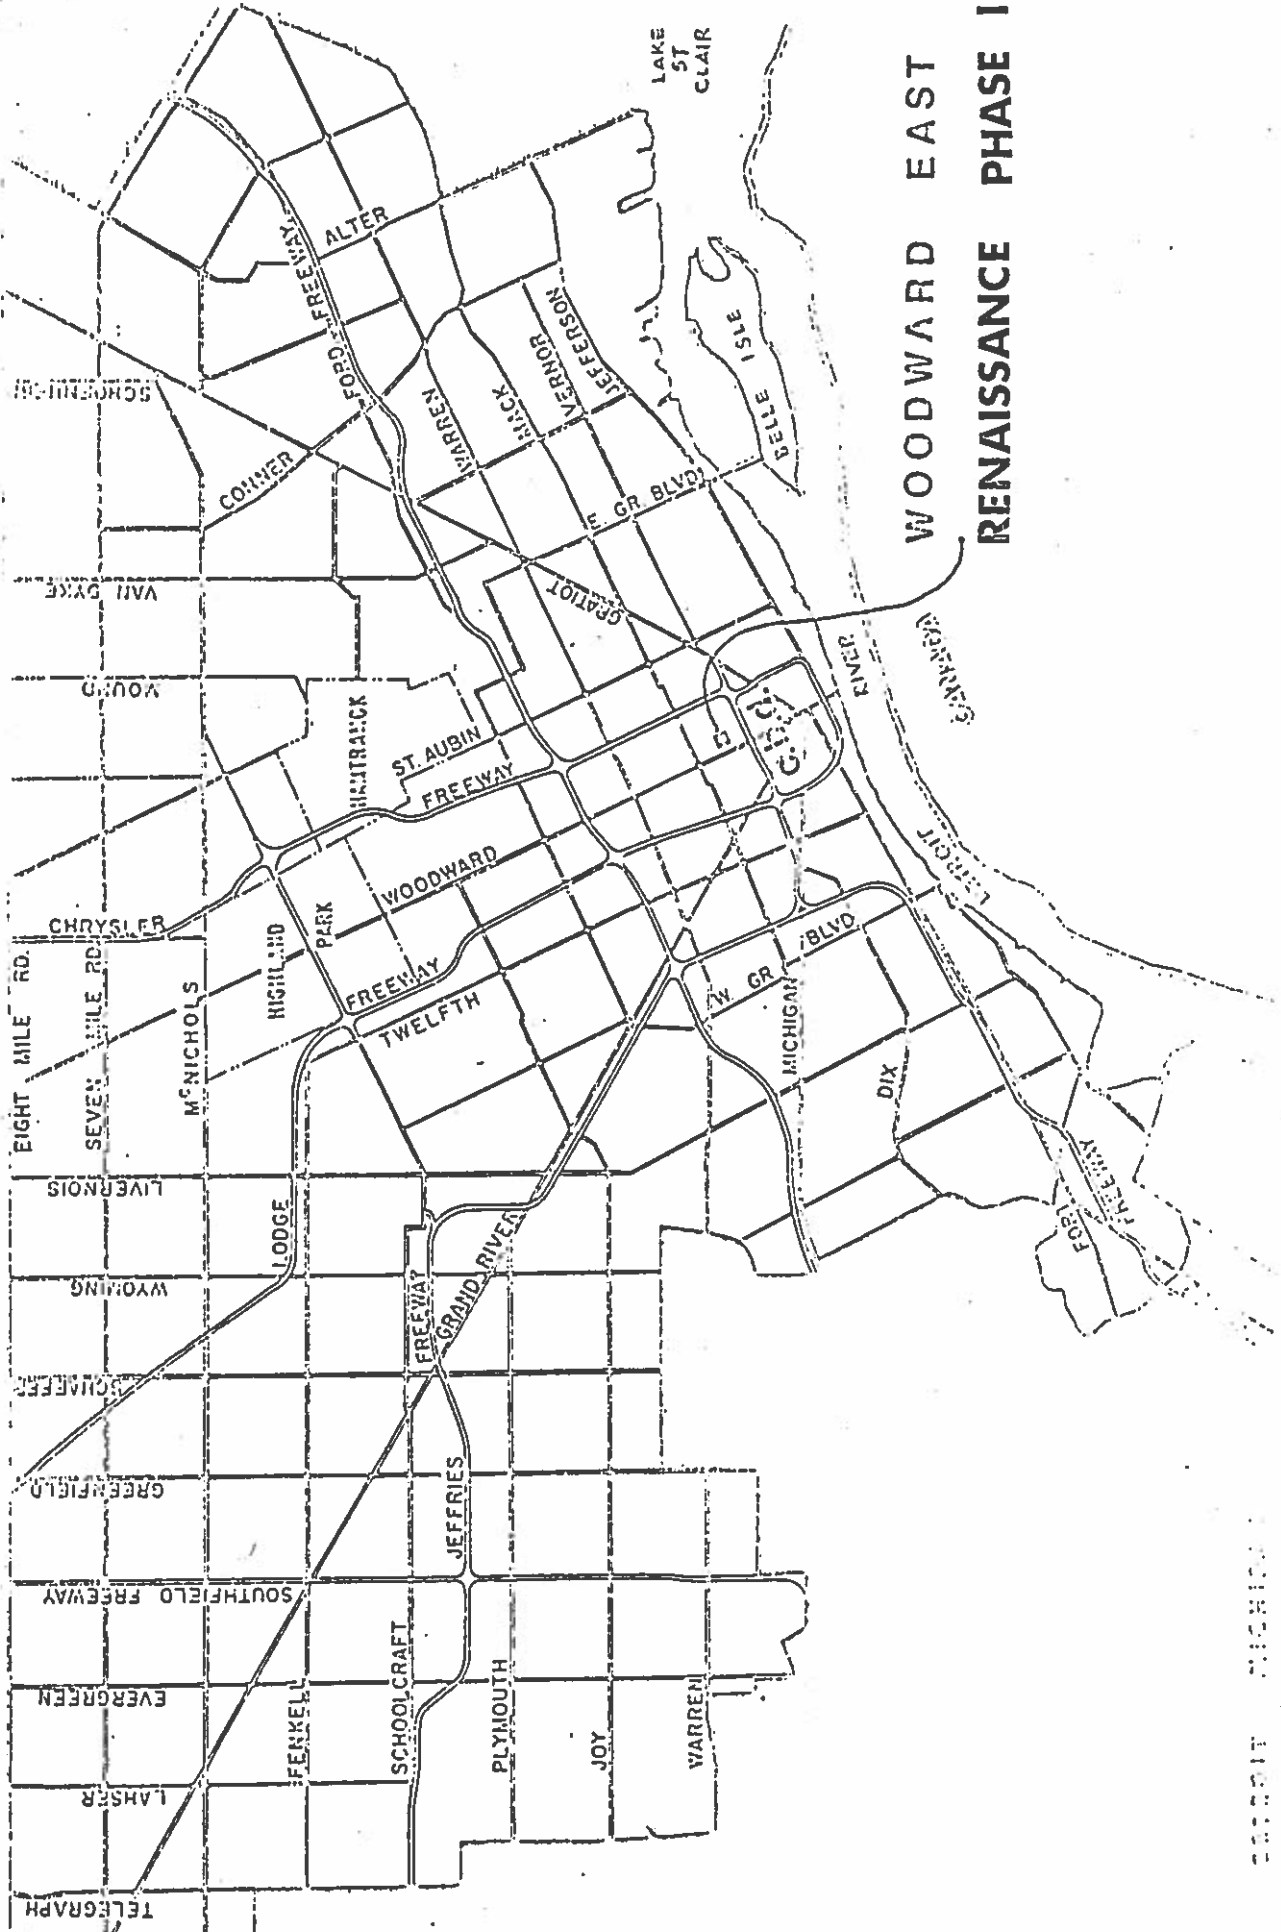 LAKE
ST
CLAIR
WOODWARD EAST
RENAISSANCE PHASE I
ALTER
FORD FREEWAY
CONNER
WARREN
MACK
VERNOR
JEFFERSON
BELLE ISLE
E. GR. BLVD
GRATIOT
VAN DYKE
MOUND
HAMTRAMCK
ST. AUBIN
FREEWAY
C.B.D.
RIVER
DETROIT
WOODWARD
CHRYSLER
HIGHLAND
PARK
FREEWAY
TWELFTH
EIGHT MILE RD.
SEVEN MILE RD
McNICHOLS
W. GR. BLVD
MICHIGAN
DIX
FORT
FREEWAY
LIVERNOIS
LODGE
WYOMING
FREEWAY
GRAND RIVER
SCHAEFER
GREENFIELD
JEFFRIES
SOUTHFIELD FREEWAY
EVERGREEN
FENKELL
SCHOOLCRAFT
PLYMOUTH
JOY
WARREN
LAHSER
TELEGRAPH